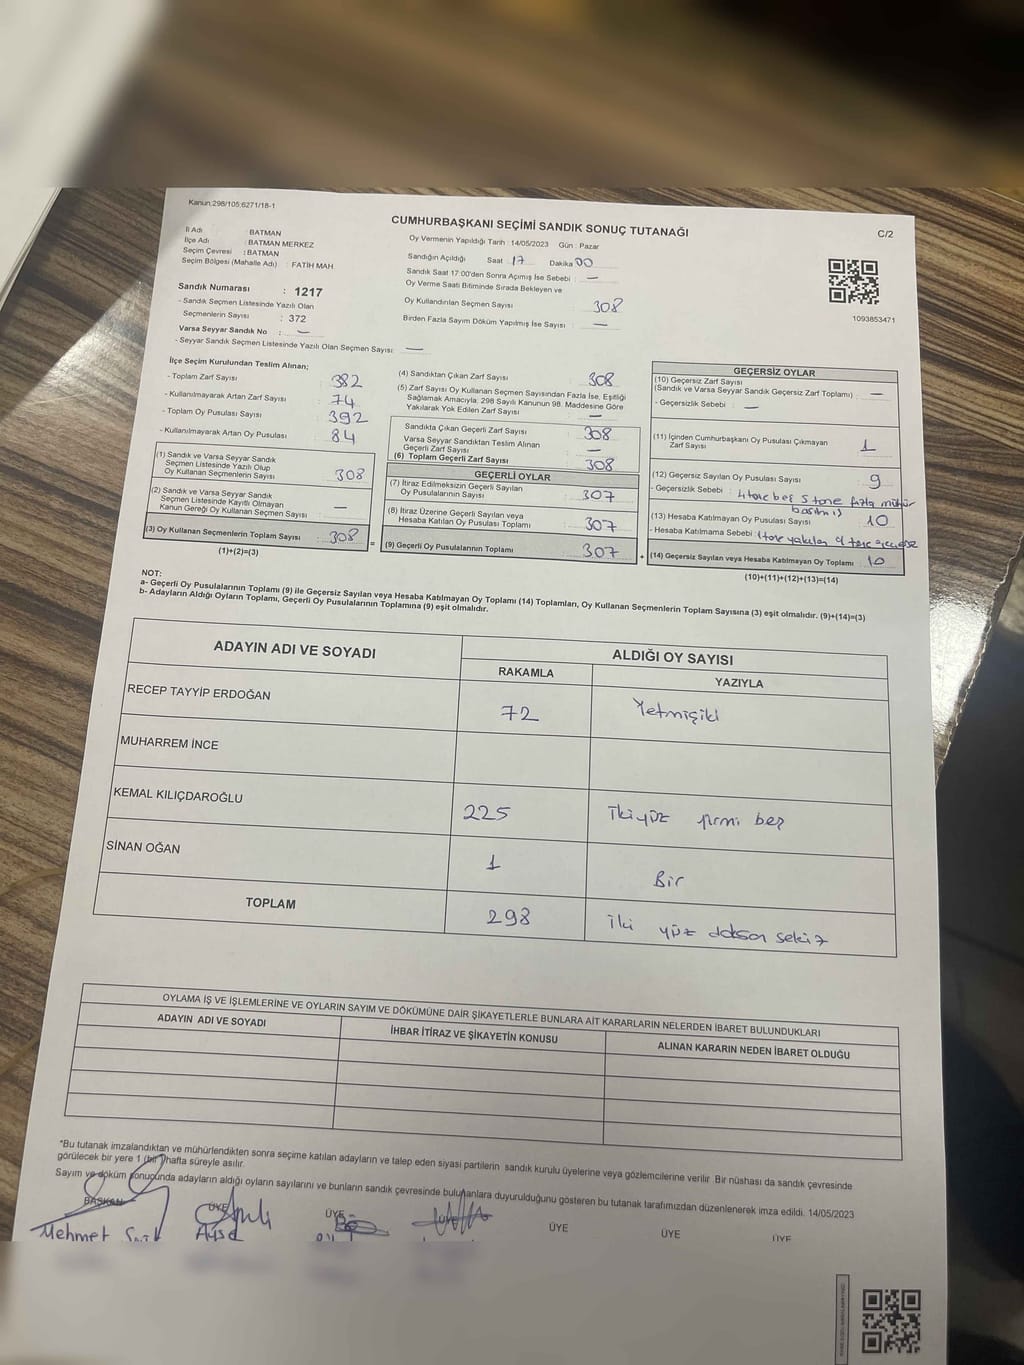 Kanun:298/105;6271/18-1
CUMHURBAŞKANI SEÇİMİ SANDIK SONUÇ TUTANAĞI
C/2
İl Adı : BATMAN
İlçe Adı : BATMAN MERKEZ
Seçim Çevresi : BATMAN
Seçim Bölgesi (Mahalle Adı) : FATİH MAH
Sandık Numarası : 1217
- Sandık Seçmen Listesinde Yazılı Olan
Seçmenlerin Sayısı : 372
Varsa Seyyar Sandık No : —
- Seyyar Sandık Seçmen Listesinde Yazılı Olan Seçmen Sayısı : —
Oy Vermenin Yapıldığı Tarih : 14/05/2023 Gün : Pazar
Sandığın Açıldığı Saat : 17 Dakika 00
Sandık Saat 17:00'den Sonra Açımış İse Sebebi : —
Oy Verme Saati Bitiminde Sırada Bekleyen ve
Oy Kullandırılan Seçmen Sayısı 308
Birden Fazla Sayım Döküm Yapılmış İse Sayısı : —
1093853471
İlçe Seçim Kurulundan Teslim Alınan;
- Toplam Zarf Sayısı : 382
- Kullanılmayarak Artan Zarf Sayısı : 74
- Toplam Oy Pusulası Sayısı : 392
- Kullanılmayarak Artan Oy Pusulası : 84
(1) Sandık ve Varsa Seyyar Sandık
Seçmen Listesinde Yazılı Olup
Oy Kullanan Seçmenlerin Sayısı : 308
(2) Sandık ve Varsa Seyyar Sandık
Seçmen Listesinde Kayıtlı Olmayan
Kanun Gereği Oy Kullanan Seçmen Sayısı : —
(3) Oy Kullanan Seçmenlerin Toplam Sayısı : 308 =
(1)+(2)=(3)
(4) Sandıktan Çıkan Zarf Sayısı : 308
(5) Zarf Sayısı Oy Kullanan Seçmen Sayısından Fazla İse, Eşitliği
Sağlamak Amacıyla; 298 Sayılı Kanunun 98. Maddesine Göre
Yakılarak Yok Edilen Zarf Sayısı : —
Sandıkta Çıkan Geçerli Zarf Sayısı : 308
Varsa Seyyar Sandıktan Teslim Alınan
Geçerli Zarf Sayısı : —
(6) Toplam Geçerli Zarf Sayısı : 308
GEÇERLİ OYLAR
(7) İtiraz Edilmeksizin Geçerli Sayılan
Oy Pusulalarının Sayısı : 307
(8) İtiraz Üzerine Geçerli Sayılan veya
Hesaba Katılan Oy Pusulası Toplamı : 307
(9) Geçerli Oy Pusulalarının Toplamı : 307 +
GEÇERSİZ OYLAR
(10) Geçersiz Zarf Sayısı
(Sandık ve Varsa Seyyar Sandık Geçersiz Zarf Toplamı) : —
- Geçersizlik Sebebi : —
(11) İçinden Cumhurbaşkanı Oy Pusulası Çıkmayan
Zarf Sayısı : 1
(12) Geçersiz Sayılan Oy Pusulası Sayısı : 9
- Geçersizlik Sebebi : 4 tane boş 5 tane fazla mühür
basılmış
(13) Hesaba Katılmayan Oy Pusulası Sayısı : 10
- Hesaba Katılmama Sebebi : 1 tane yakılan 9 tane geçersiz
(14) Geçersiz Sayılan veya Hesaba Katılmayan Oy Toplamı : 10
(10)+(11)+(12)+(13)=(14)
NOT:
a- Geçerli Oy Pusulalarının Toplamı (9) ile Geçersiz Sayılan veya Hesaba Katılmayan Oy Toplamı (14) Toplamları, Oy Kullanan Seçmenlerin Toplam Sayısına (3) eşit olmalıdır. (9)+(14)=(3)
b- Adayların Aldığı Oyların Toplamı, Geçerli Oy Pusulalarının Toplamına (9) eşit olmalıdır.
ADAYIN ADI VE SOYADI
ALDIĞI OY SAYISI
RAKAMLA YAZIYLA
RECEP TAYYİP ERDOĞAN 72 Yetmişiki
MUHARREM İNCE
KEMAL KILIÇDAROĞLU 225 İkiyüz yirmi beş
SİNAN OĞAN 1 Bir
TOPLAM 298 İki yüz doksan sekiz
OYLAMA İŞ VE İŞLEMLERİNE VE OYLARIN SAYIM VE DÖKÜMÜNE DAİR ŞİKAYETLERLE BUNLARA AİT KARARLARIN NELERDEN İBARET BULUNDUKLARI
ADAYIN ADI VE SOYADI İHBAR İTİRAZ VE ŞİKAYETİN KONUSU ALINAN KARARIN NEDEN İBARET OLDUĞU
*Bu tutanak imzalandıktan ve mühürlendikten sonra seçime katılan adayların ve talep eden siyasi partilerin sandık kurulu üyelerine veya gözlemcilerine verilir. Bir nüshası da sandık çevresinde
görülecek bir yere 1 (bir) hafta süreyle asılır.
Sayım ve döküm sonucunda adayların aldığı oyların sayılarını ve bunların sandık çevresinde bulunanlara duyurulduğunu gösteren bu tutanak tarafımızdan düzenlenerek imza edildi. 14/05/2023
BAŞKAN ÜYE ÜYE ÜYE ÜYE ÜYE ÜYE
Mehmet